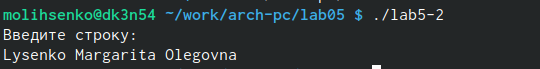 molihsenko@dk3n54 ~/work/arch-pc/lab05 $ ./lab5-2
Введите строку:
Lysenko Margarita Olegovna